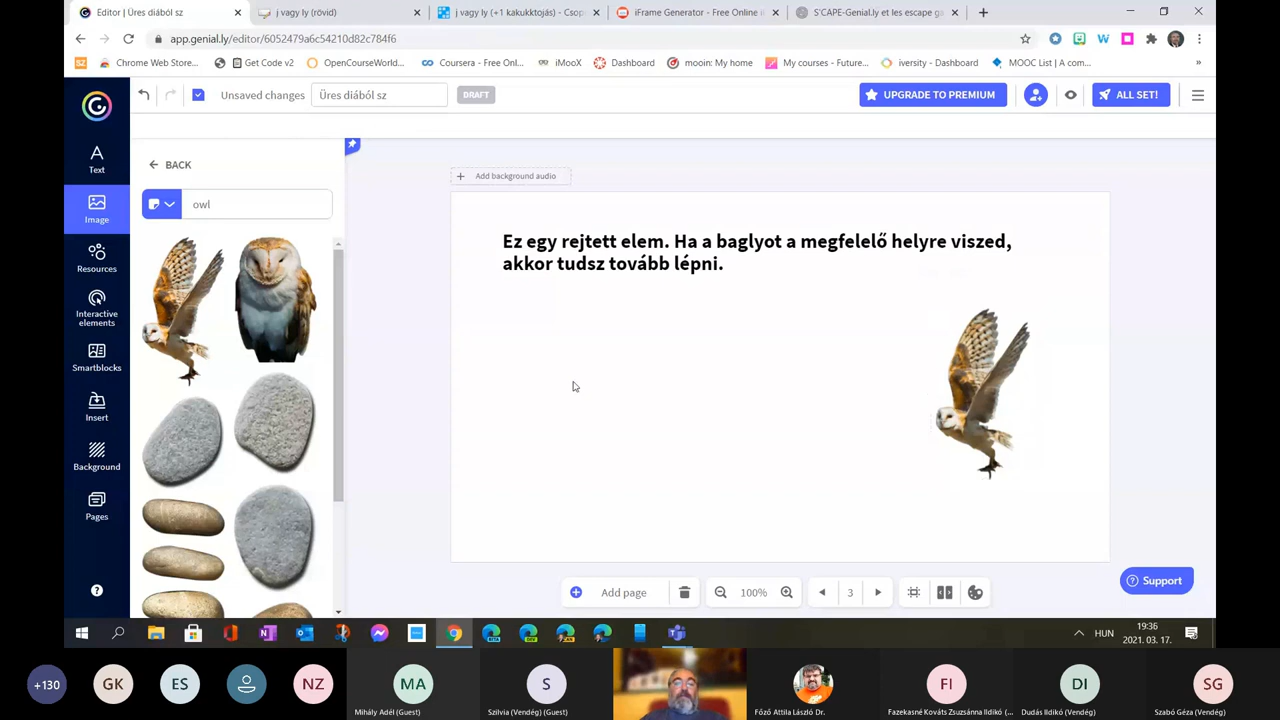 Editor | Üres diából sz
j vagy ly (rövid)
j vagy ly (+1 kakukktojás) - Csop
iFrame Generator - Free Online i
S'CAPE-Genial.ly et les escape g
app.genial.ly/editor/6052479a6c54210d82c784f6
Chrome Web Store...
Get Code v2
OpenCourseWorld...
Coursera - Free Onl...
iMooX
Dashboard
mooin: My home
My courses - Future...
iversity - Dashboard
MOOC List | A com...
»
Unsaved changes
Üres diából sz
DRAFT
UPGRADE TO PREMIUM
ALL SET!
Text
Image
Resources
Interactive
elements
Smartblocks
Insert
Background
Pages
BACK
owl
+ Add background audio
Ez egy rejtett elem. Ha a baglyot a megfelelő helyre viszed,
akkor tudsz tovább lépni.
Add page
100%
3
Support
HUN
19:36
2021. 03. 17.
+130
GK
ES
NZ
MA
Mihály Adél (Guest)
S
Szilvia (Vendég) (Guest)
Főző Attila László Dr.
FI
Fazekasné Kováts Zsuzsánna Ildikó (...
DI
Dudás Ildikó (Vendég)
SG
Szabó Géza (Vendég)